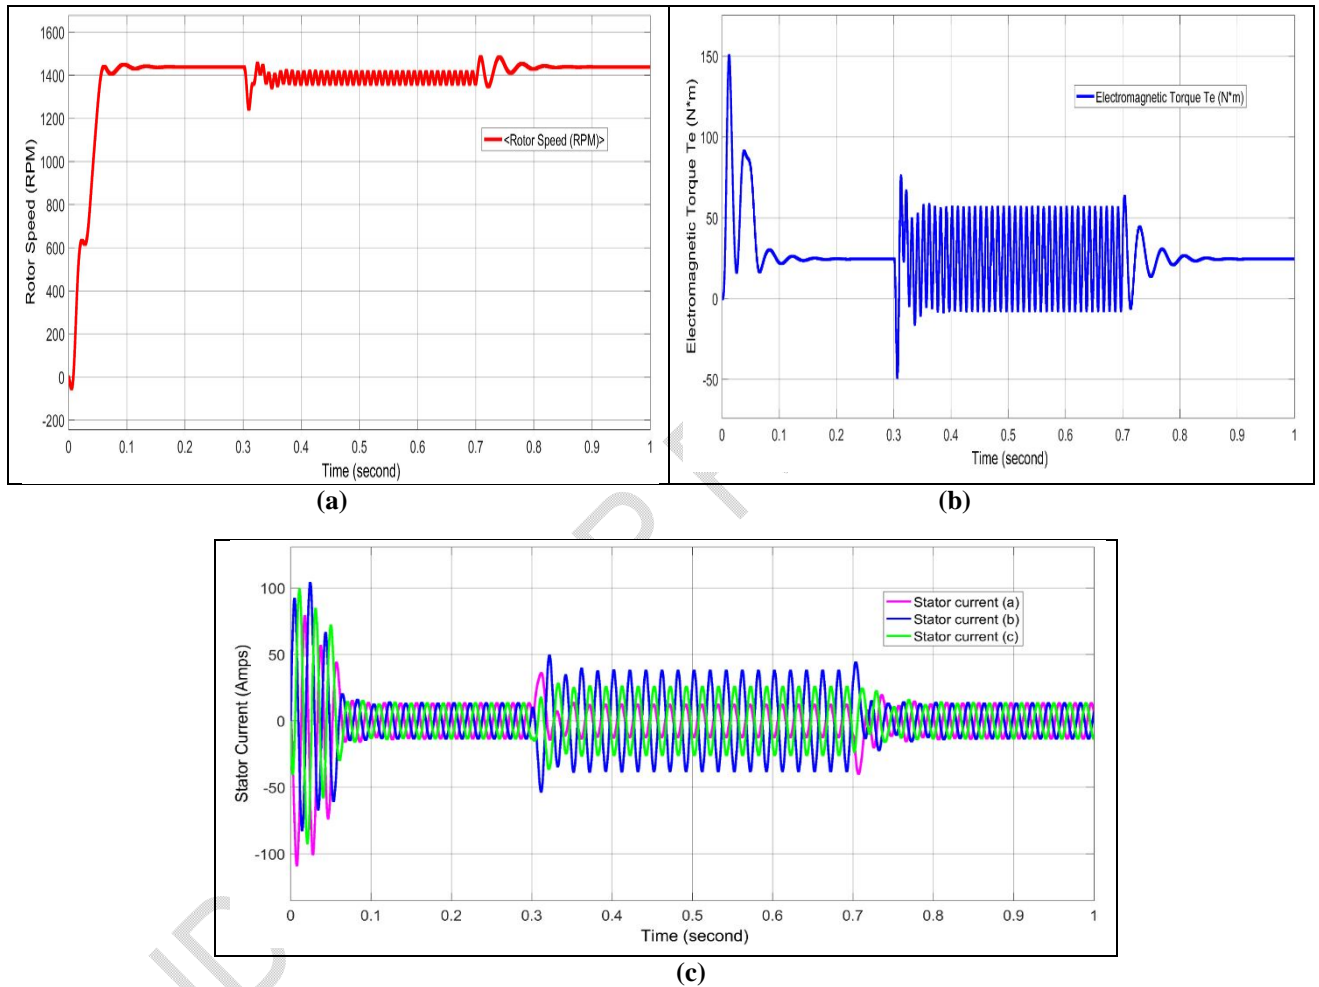 1600
1400
1200
1000
800
600
400
200
0
-200
Rotor Speed (RPM)
<Rotor Speed (RPM)>
0 0.1 0.2 0.3 0.4 0.5 0.6 0.7 0.8 0.9 1
Time (second)
(a)
150
100
50
0
-50
Electromagnetic Torque Te (N*m)
Electromagnetic Torque Te (N*m)
0 0.1 0.2 0.3 0.4 0.5 0.6 0.7 0.8 0.9 1
Time (second)
(b)
100
50
0
-50
-100
Stator Current (Amps)
Stator current (a)
Stator current (b)
Stator current (c)
0 0.1 0.2 0.3 0.4 0.5 0.6 0.7 0.8 0.9 1
Time (second)
(c)